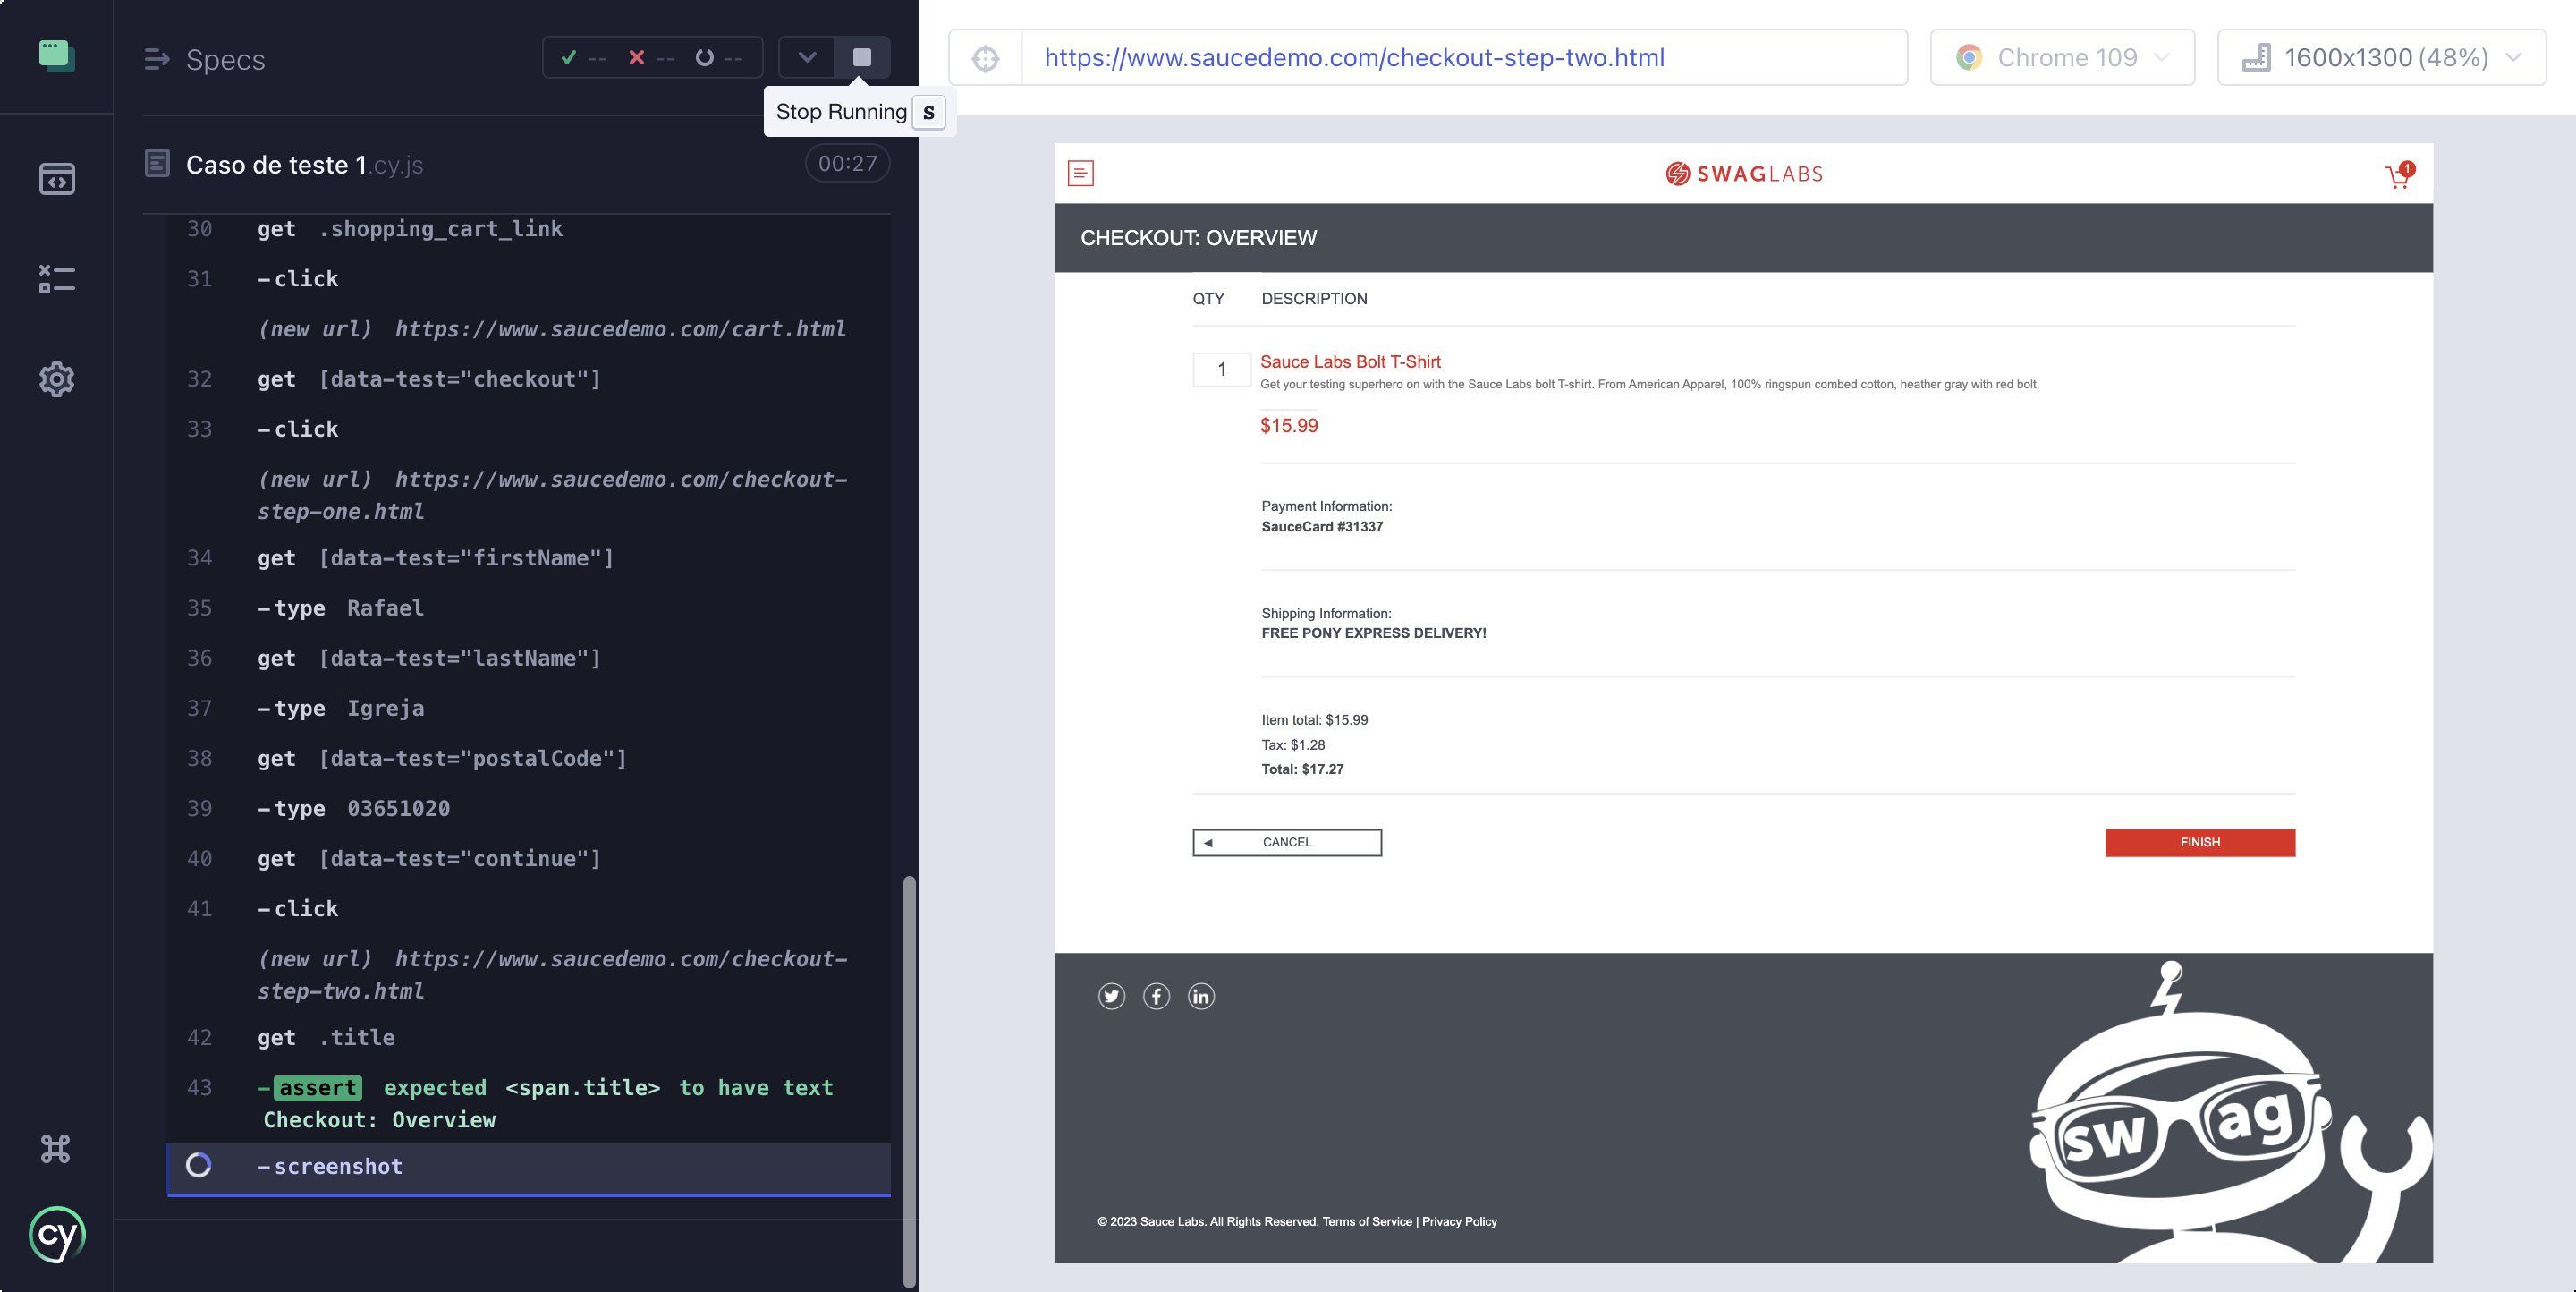 Specs
-- -- --
Stop Running S
Caso de teste 1.cy.js 00:27
30 get .shopping_cart_link
31 -click
(new url) https://www.saucedemo.com/cart.html
32 get [data-test="checkout"]
33 -click
(new url) https://www.saucedemo.com/checkout-
step-one.html
34 get [data-test="firstName"]
35 -type Rafael
36 get [data-test="lastName"]
37 -type Igreja
38 get [data-test="postalCode"]
39 -type 03651020
40 get [data-test="continue"]
41 -click
(new url) https://www.saucedemo.com/checkout-
step-two.html
42 get .title
43 -assert expected <span.title> to have text
Checkout: Overview
-screenshot
cy
https://www.saucedemo.com/checkout-step-two.html
Chrome 109
1600x1300 (48%)
SWAGLABS
1
CHECKOUT: OVERVIEW
QTY DESCRIPTION
1 Sauce Labs Bolt T-Shirt
Get your testing superhero on with the Sauce Labs bolt T-shirt. From American Apparel, 100% ringspun combed cotton, heather gray with red bolt.
$15.99
Payment Information:
SauceCard #31337
Shipping Information:
FREE PONY EXPRESS DELIVERY!
Item total: $15.99
Tax: $1.28
Total: $17.27
CANCEL
FINISH
swag
© 2023 Sauce Labs. All Rights Reserved. Terms of Service | Privacy Policy